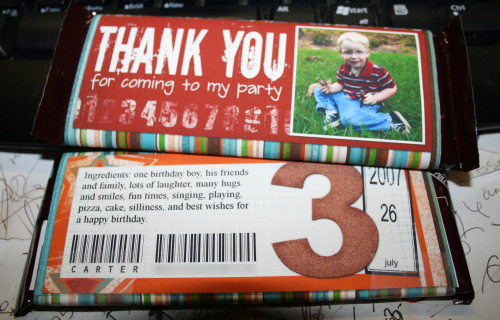 Alt
Start
THANK YOU
for coming to my party
Ingredients: one birthday boy, his friends
and family, lots of laughter, many hugs
and smiles, fun times, singing, playing,
pizza, cake, silliness, and best wishes for
a happy birthday.
CARTER
3
2007
26
july